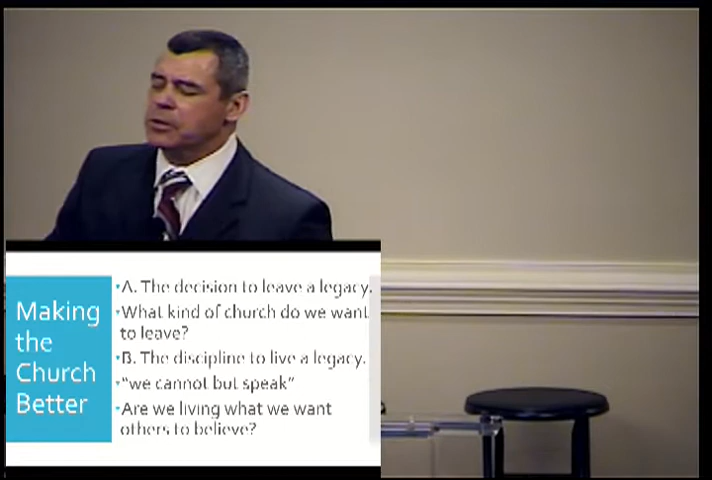 Making
the
Church
Better
•A. The decision to leave a legacy.
•What kind of church do we want
to leave?
•B. The discipline to live a legacy.
•"we cannot but speak"
•Are we living what we want
others to believe?